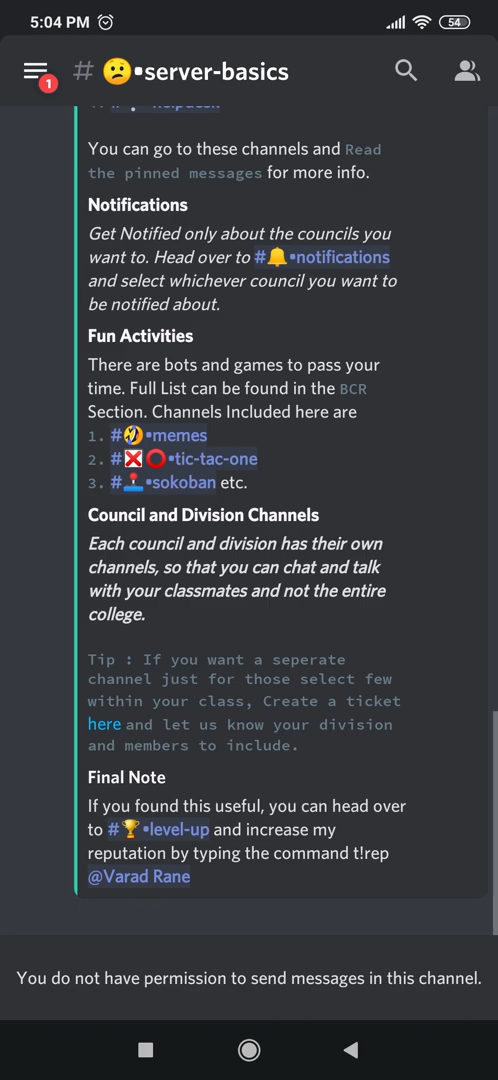 5:04 PM 54
1 # •server-basics
You can go to these channels and Read
the pinned messages for more info.
Notifications
Get Notified only about the councils you
want to. Head over to #🔔•notifications
and select whichever council you want to
be notified about.
Fun Activities
There are bots and games to pass your
time. Full List can be found in the BCR
Section. Channels Included here are
1. #🤣•memes
2. #❌⭕•tic-tac-one
3. #🕹️•sokoban etc.
Council and Division Channels
Each council and division has their own
channels, so that you can chat and talk
with your classmates and not the entire
college.
Tip : If you want a seperate
channel just for those select few
within your class, Create a ticket
here and let us know your division
and members to include.
Final Note
If you found this useful, you can head over
to #🏆•level-up and increase my
reputation by typing the command t!rep
@Varad Rane
You do not have permission to send messages in this channel.